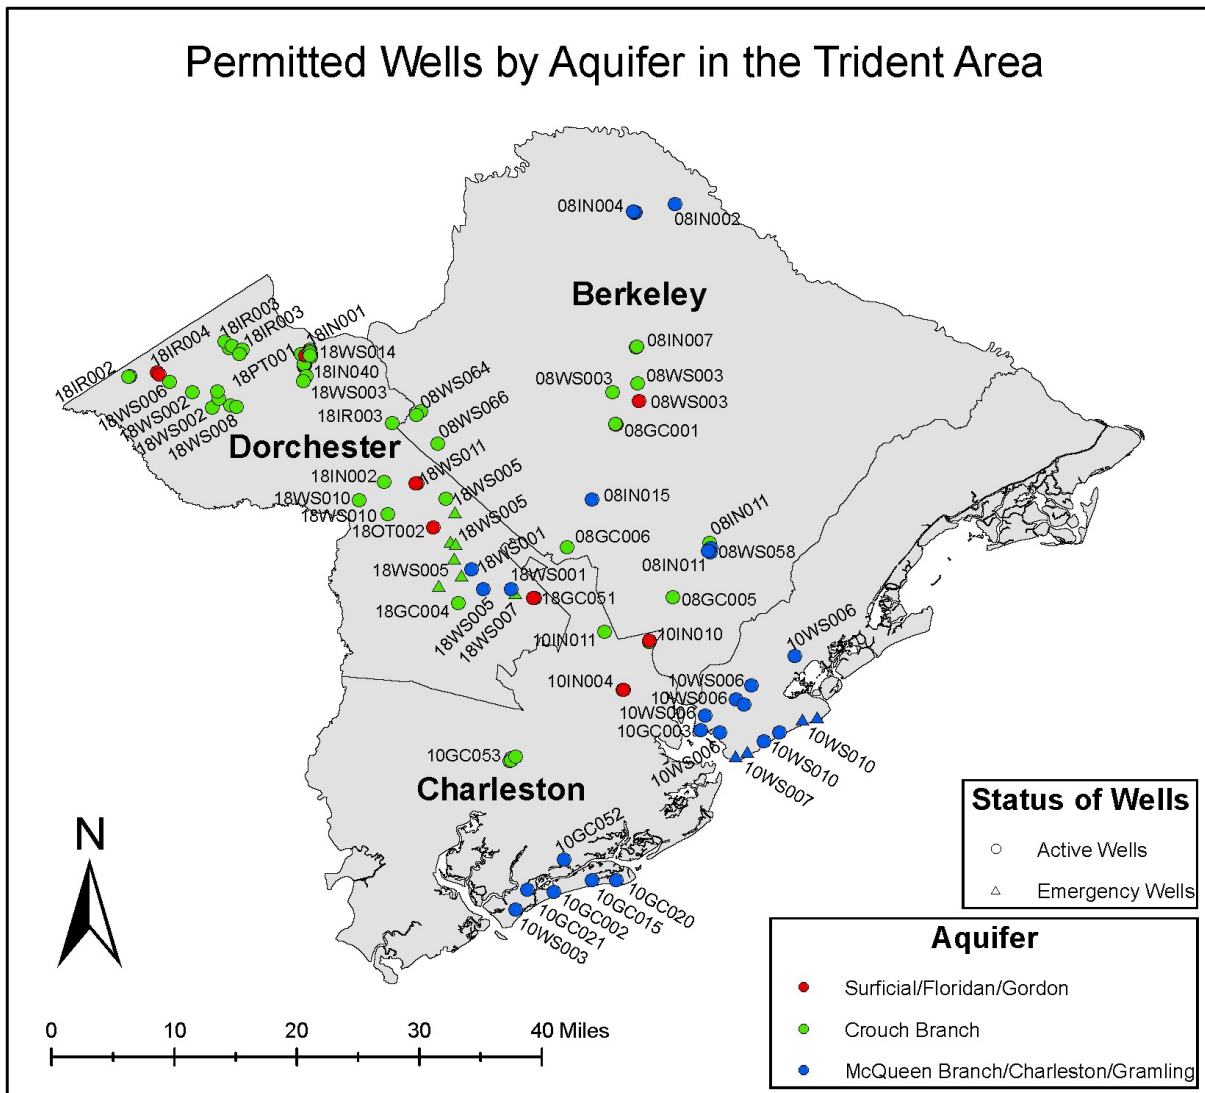 Permitted Wells by Aquifer in the Trident Area
08IN004
08IN002
Berkeley
18IR003
18IR003
18IR004
18IN001
08IN007
18IR002
18PT001
18WS014
18IN040
18WS003
08WS003
08WS003
08WS003
08WS064
18WS006
18WS002
18WS002
18WS008
18IR003
08GC001
08WS066
Dorchester
18IN002
18WS011
18WS010
18WS005
08IN015
18WS010
18OT002
18WS005
08IN011
08GC006
18WS001
08WS058
08IN011
18WS005
18WS001
18GC004
18WS005
18WS007
18GC051
08GC005
10IN011
10IN010
10WS006
10IN004
10WS006
10WS006
10WS006
10GC003
10WS006
10WS010
10WS010
10WS007
10GC053
Charleston
10GC052
10GC020
10GC015
10GC002
10GC021
10WS003
N
0 10 20 30 40 Miles
Status of Wells
Active Wells
Emergency Wells
Aquifer
Surficial/Floridan/Gordon
Crouch Branch
McQueen Branch/Charleston/Gramling